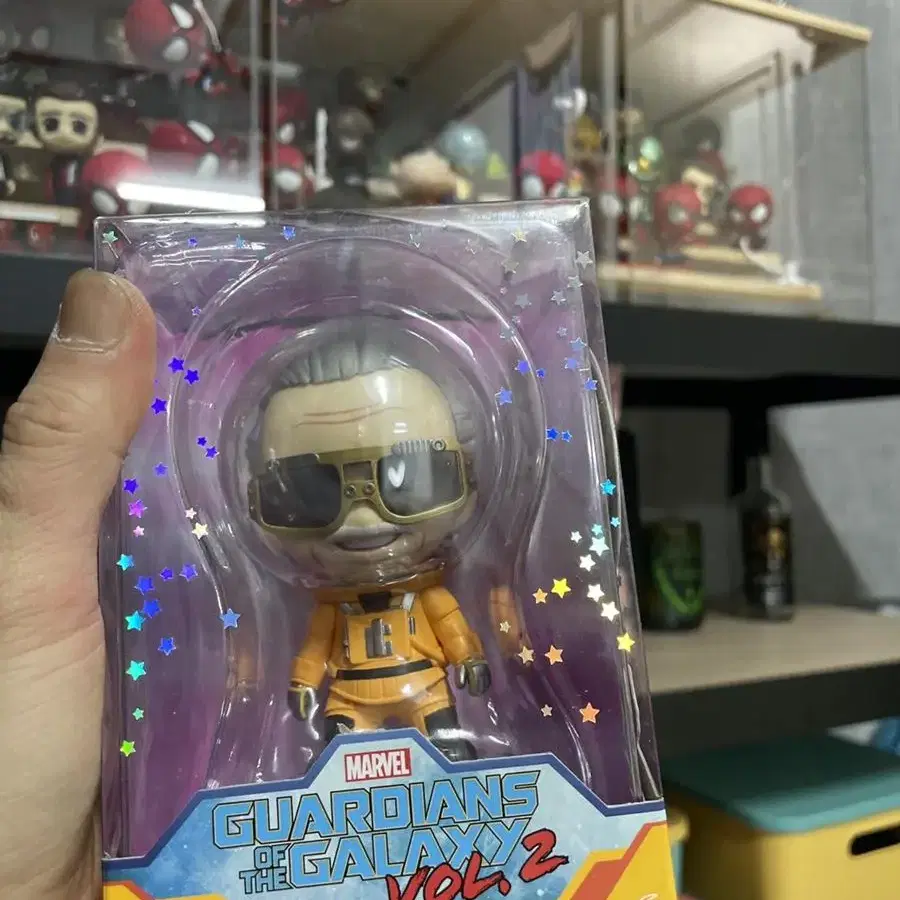 MARVEL
GUARDIANS
OF THE GALAXY
VOL.2